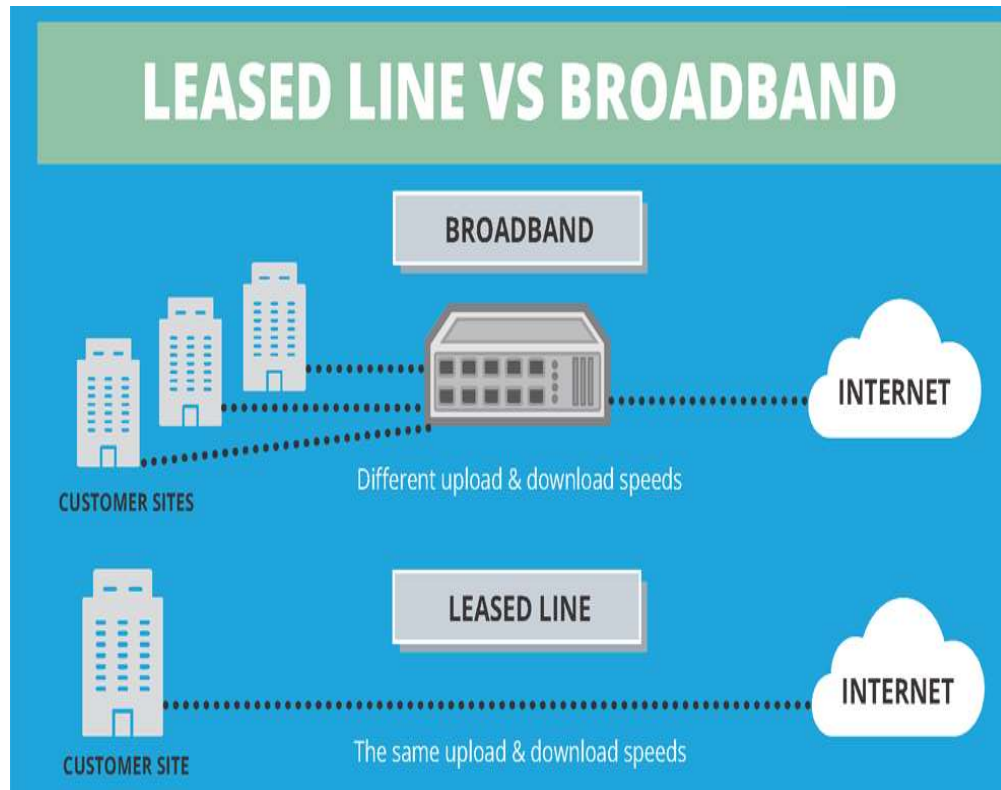 LEASED LINE VS BROADBAND
BROADBAND
INTERNET
Different upload & download speeds
CUSTOMER SITES
LEASED LINE
INTERNET
The same upload & download speeds
CUSTOMER SITE